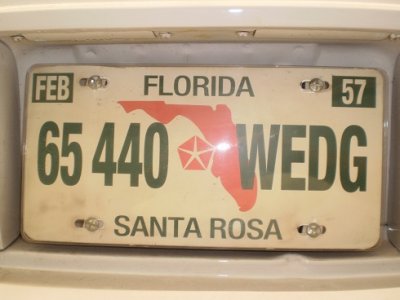 FEB FLORIDA 57
65 440 WEDG
SANTA ROSA